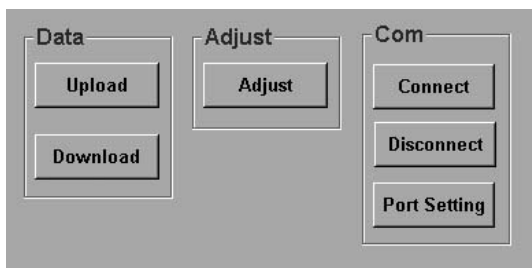 Data
Upload
Download
Adjust
Adjust
Com
Connect
Disconnect
Port Setting